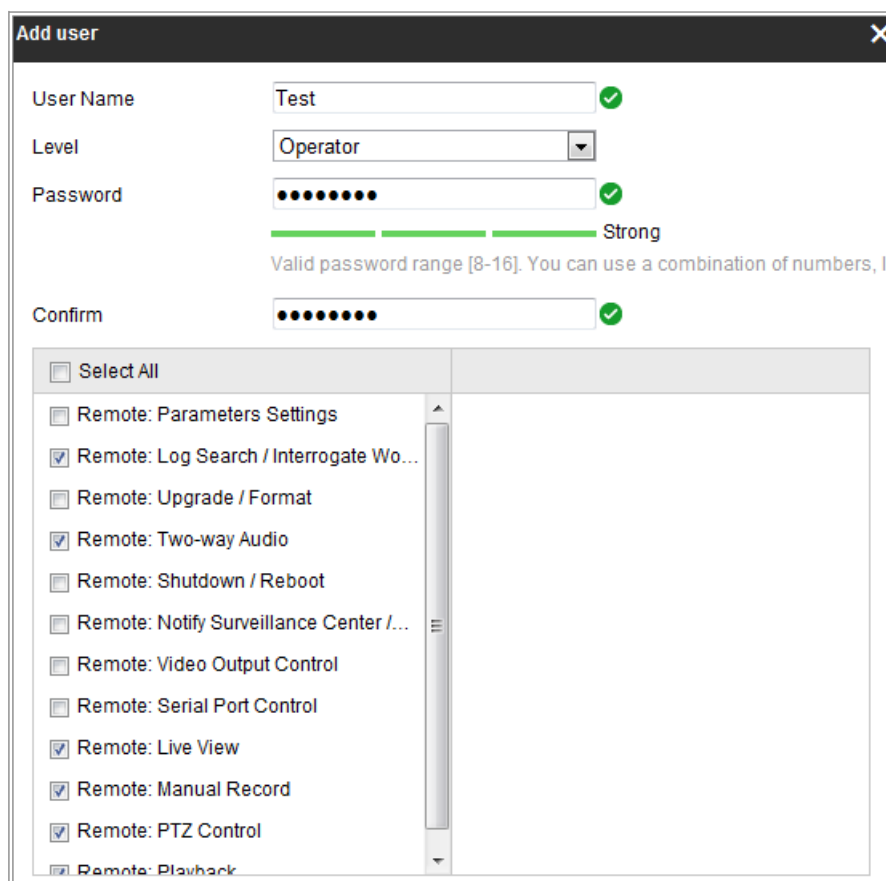 Add user
User Name Test
Level Operator
Password ●●●●●●●●
Strong
Valid password range [8-16]. You can use a combination of numbers,
Confirm ●●●●●●●●
Select All
Remote: Parameters Settings
Remote: Log Search / Interrogate Wo...
Remote: Upgrade / Format
Remote: Two-way Audio
Remote: Shutdown / Reboot
Remote: Notify Surveillance Center /...
Remote: Video Output Control
Remote: Serial Port Control
Remote: Live View
Remote: Manual Record
Remote: PTZ Control
Remote: Playback